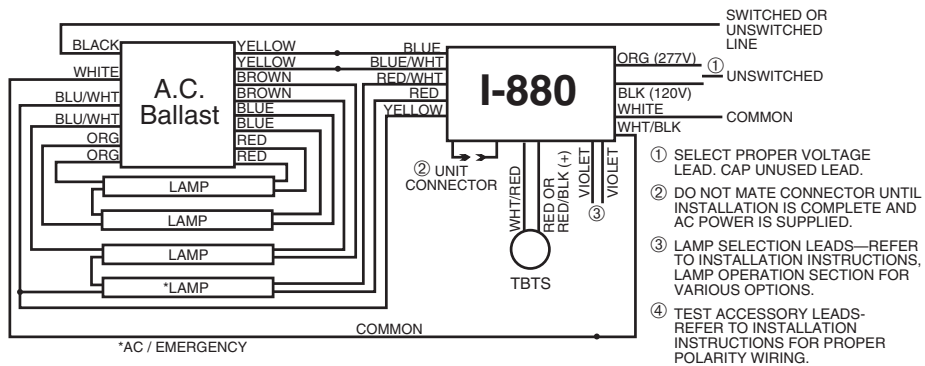 SWITCHED OR
UNSWITCHED
LINE
BLACK
WHITE
BLU/WHT
BLU/WHT
ORG
ORG
A.C.
Ballast
YELLOW
YELLOW
BROWN
BROWN
BLUE
BLUE
RED
RED
BLUE
BLUE/WHT
RED/WHT
RED
YELLOW
I-880
ORG (277V)
①
UNSWITCHED
BLK (120V)
WHITE
COMMON
WHT/BLK
② UNIT
CONNECTOR
WHT/RED
RED OR
RED/BLK (+)
VIOLET
VIOLET
③
TBTS
LAMP
LAMP
LAMP
*LAMP
COMMON
*AC / EMERGENCY
① SELECT PROPER VOLTAGE
LEAD. CAP UNUSED LEAD.
② DO NOT MATE CONNECTOR UNTIL
INSTALLATION IS COMPLETE AND
AC POWER IS SUPPLIED.
③ LAMP SELECTION LEADS—REFER
TO INSTALLATION INSTRUCTIONS,
LAMP OPERATION SECTION FOR
VARIOUS OPTIONS.
④ TEST ACCESSORY LEADS-
REFER TO INSTALLATION
INSTRUCTIONS FOR PROPER
POLARITY WIRING.